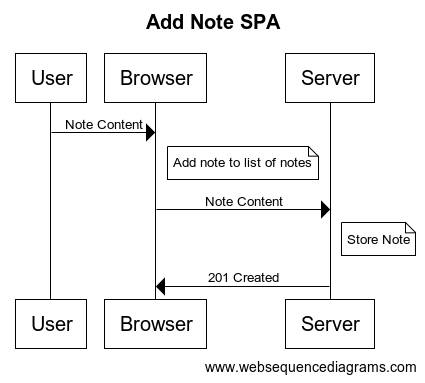 Add Note SPA
User
Browser
Server
Note Content
Add note to list of notes
Note Content
Store Note
201 Created
User
Browser
Server
www.websequencediagrams.com